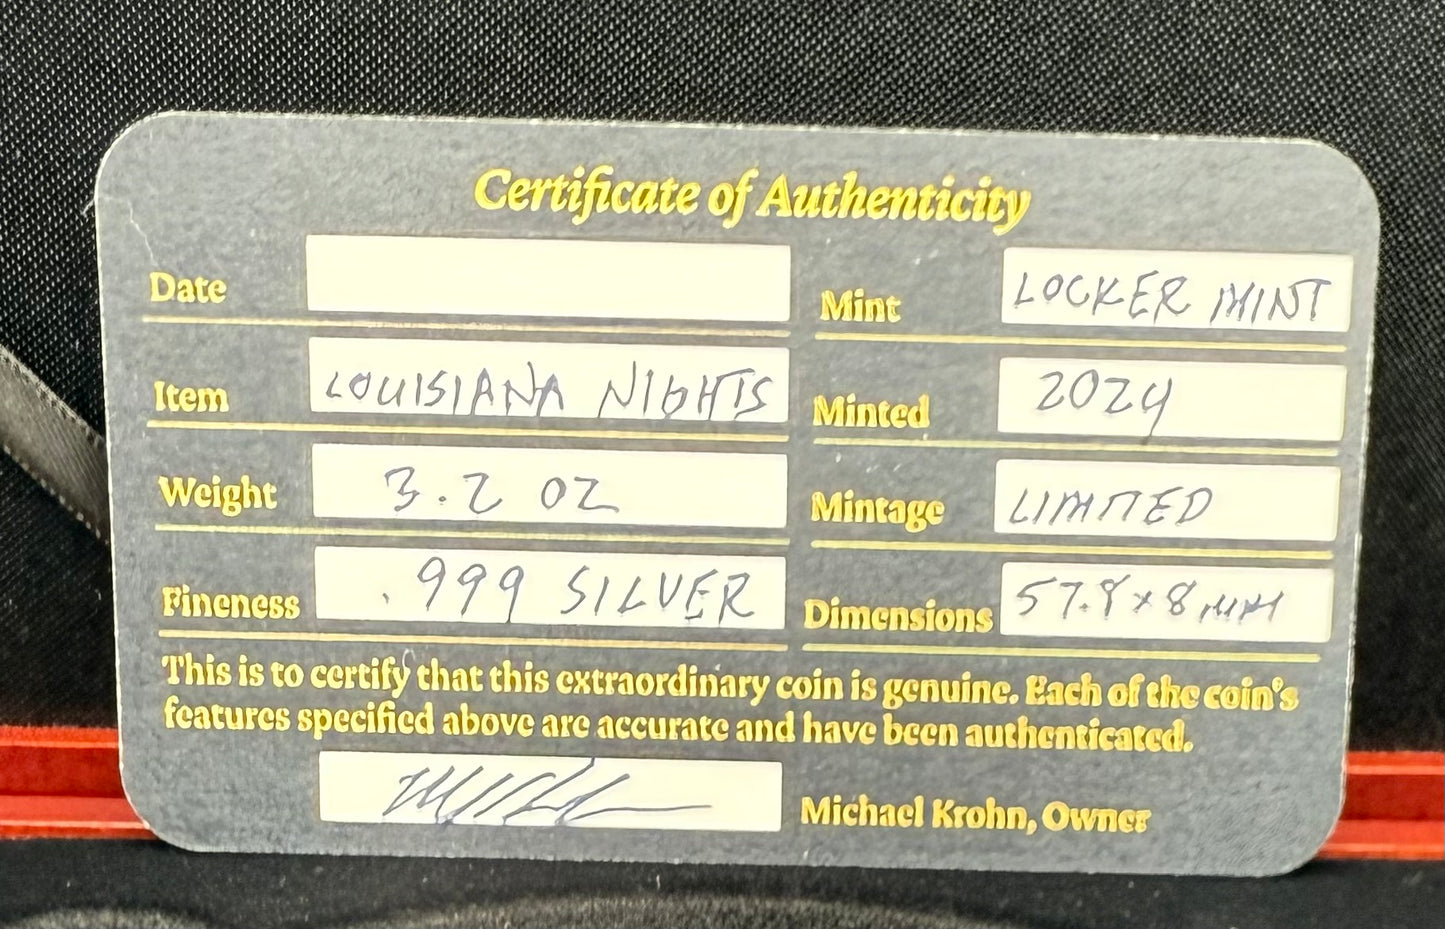 Certificate of Authenticity
Date
Mint LOCKER MINT
Item LOUISIANA NIGHTS
Minted 2024
Weight 3.2 OZ
Mintage LIMITED
Fineness .999 SILVER
Dimensions 57.8 x 8 MM
This is to certify that this extraordinary coin is genuine. Each of the coin's
features specified above are accurate and have been authenticated.
Michael Krohn, Owner